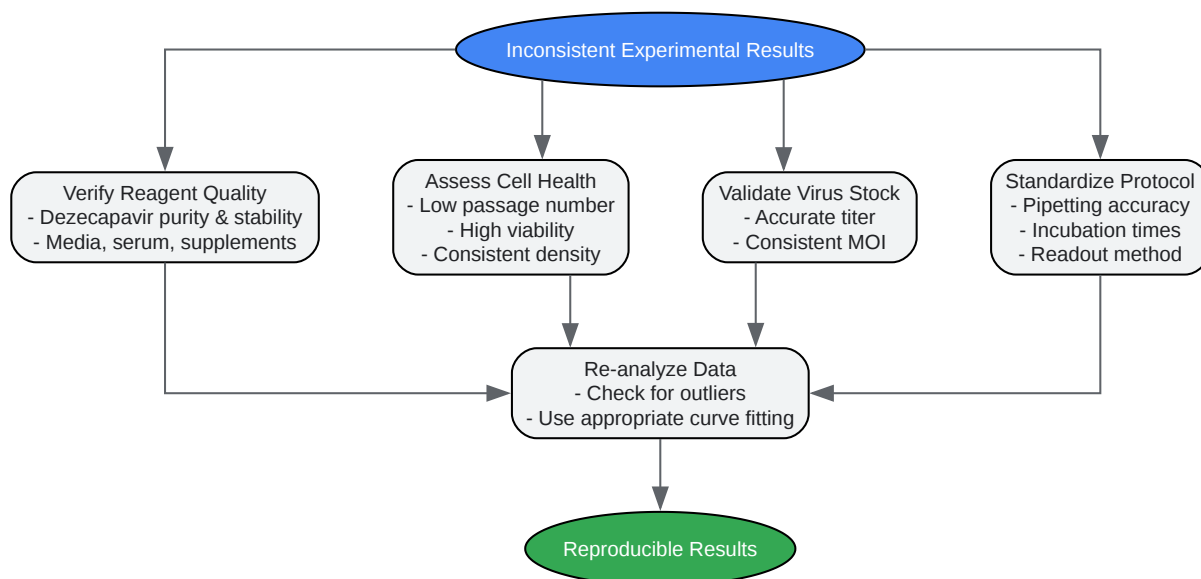 Inconsistent Experimental Results
Verify Reagent Quality
- Dezecapavir purity & stability
- Media, serum, supplements
Assess Cell Health
- Low passage number
- High viability
- Consistent density
Validate Virus Stock
- Accurate titer
- Consistent MOI
Standardize Protocol
- Pipetting accuracy
- Incubation times
- Readout method
Re-analyze Data
- Check for outliers
- Use appropriate curve fitting
Reproducible Results